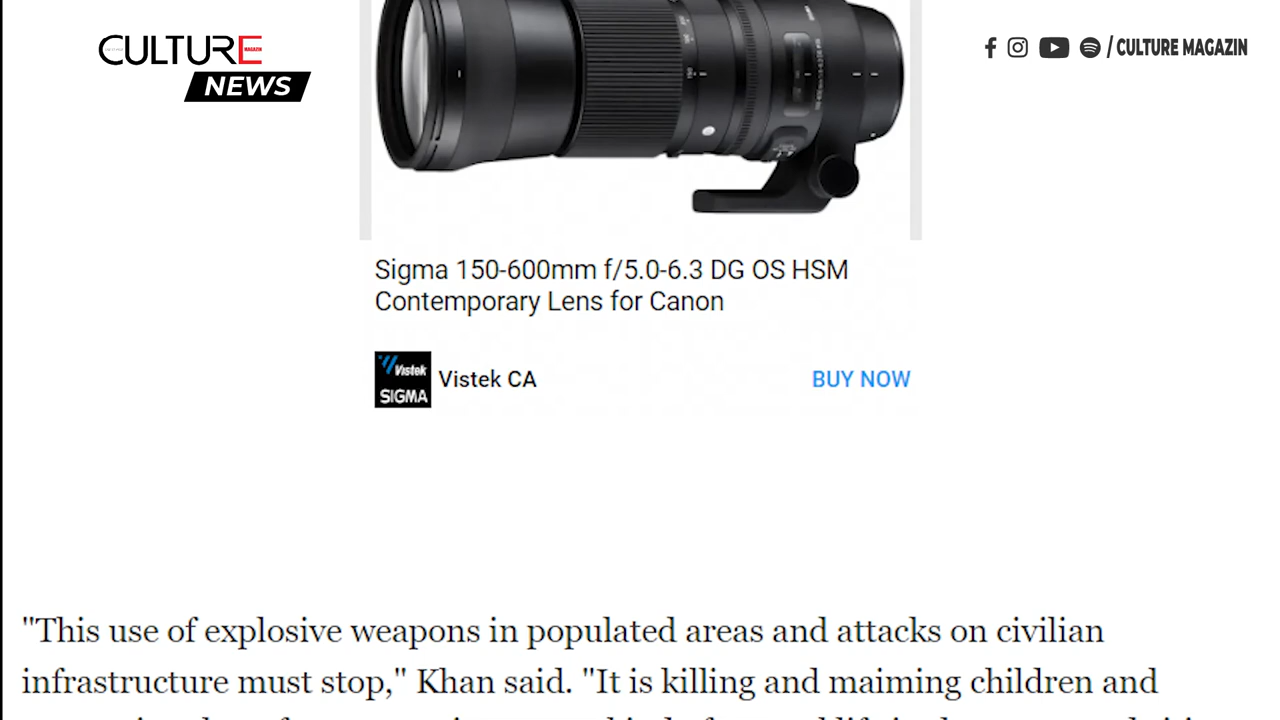 CULTURE
MAGAZIN
NEWS
/ CULTURE MAGAZIN
Sigma 150-600mm f/5.0-6.3 DG OS HSM
Contemporary Lens for Canon
Vistek
SIGMA
Vistek CA
BUY NOW
"This use of explosive weapons in populated areas and attacks on civilian
infrastructure must stop," Khan said. "It is killing and maiming children and